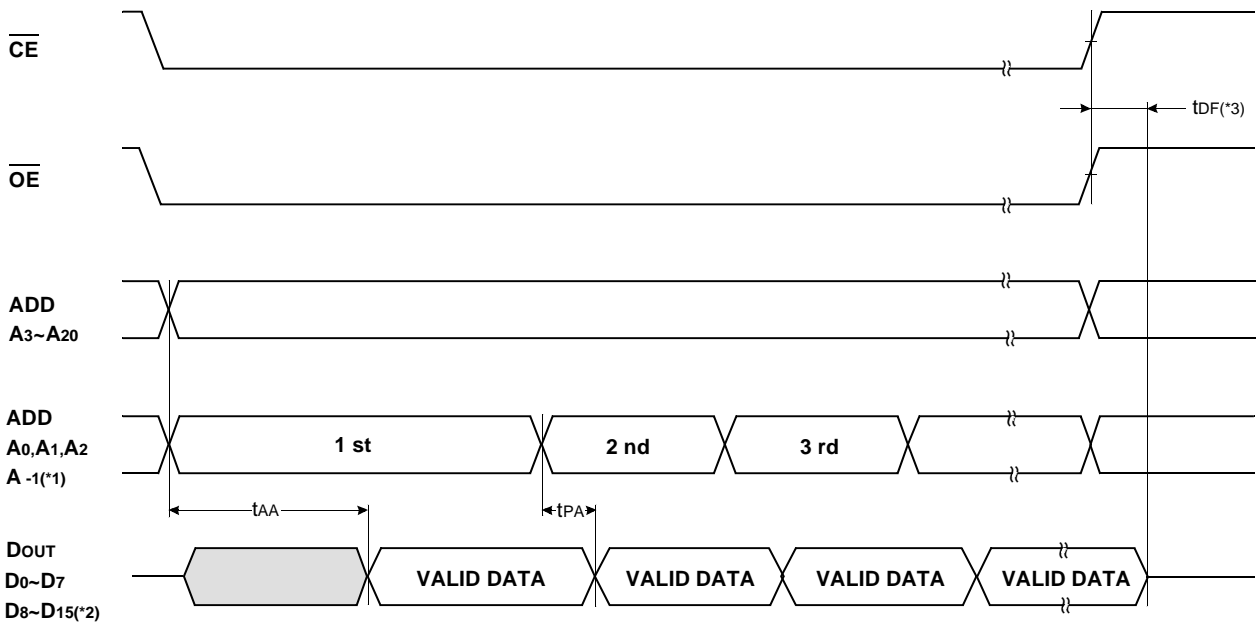 CE
tDF(*3)
OE
ADD
A3~A20
ADD
A0,A1,A2
A -1(*1)
1 st
2 nd
3 rd
tAA
tPA
DOUT
D0~D7
D8~D15(*2)
VALID DATA
VALID DATA
VALID DATA
VALID DATA